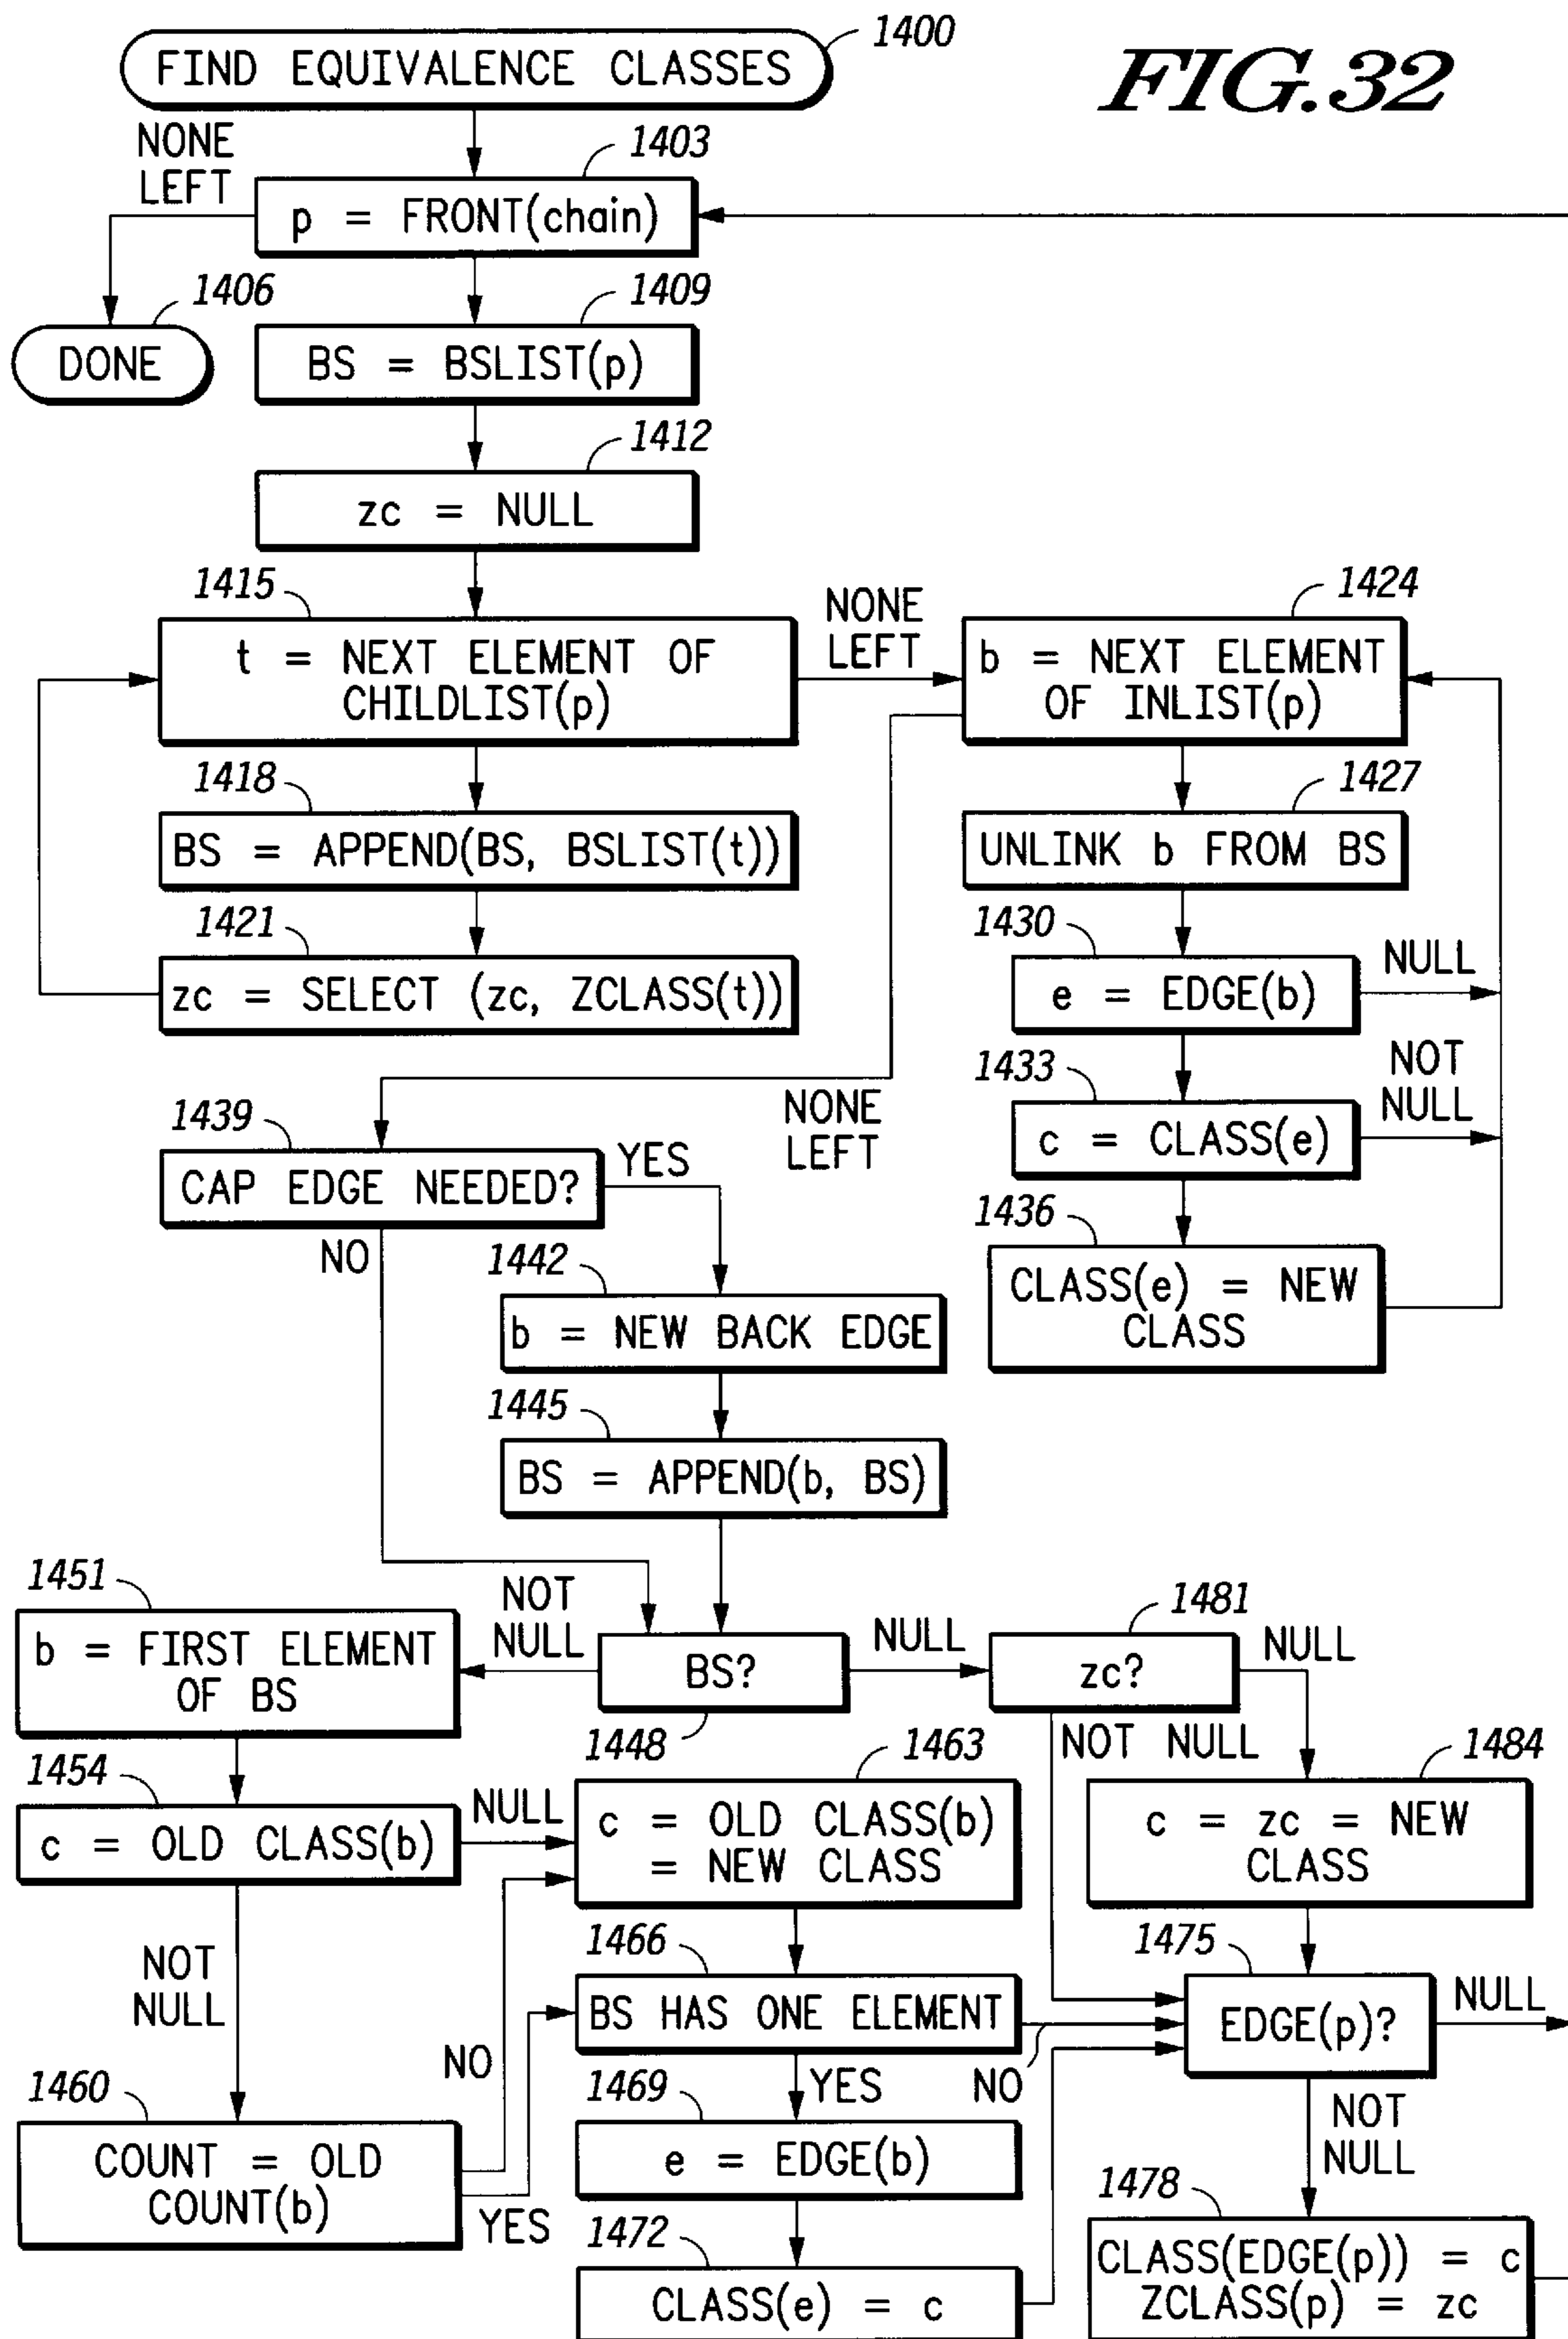 1400
FIND EQUIVALENCE CLASSES
FIG.32
NONE
LEFT
1403
p = FRONT(chain)
1406
DONE
1409
BS = BSLIST(p)
1412
zc = NULL
1415
t = NEXT ELEMENT OF
CHILDLIST(p)
NONE
LEFT
1424
b = NEXT ELEMENT
OF INLIST(p)
1418
BS = APPEND(BS, BSLIST(t))
1427
UNLINK b FROM BS
1421
zc = SELECT (zc, ZCLASS(t))
1430
e = EDGE(b)
NULL
1433
c = CLASS(e)
NOT
NULL
1436
CLASS(e) = NEW
CLASS
NONE
LEFT
1439
CAP EDGE NEEDED?
YES
NO
1442
b = NEW BACK EDGE
1445
BS = APPEND(b, BS)
1451
b = FIRST ELEMENT
OF BS
NOT
NULL
BS?
1448
NULL
1481
zc?
NULL
NOT NULL
1454
c = OLD CLASS(b)
NULL
1463
c = OLD CLASS(b)
= NEW CLASS
1484
c = zc = NEW
CLASS
NOT
NULL
1466
BS HAS ONE ELEMENT
1475
EDGE(p)?
NULL
NO
YES
NO
1460
COUNT = OLD
COUNT(b)
YES
1469
e = EDGE(b)
NOT
NULL
1472
CLASS(e) = c
1478
CLASS(EDGE(p)) = c
ZCLASS(p) = zc